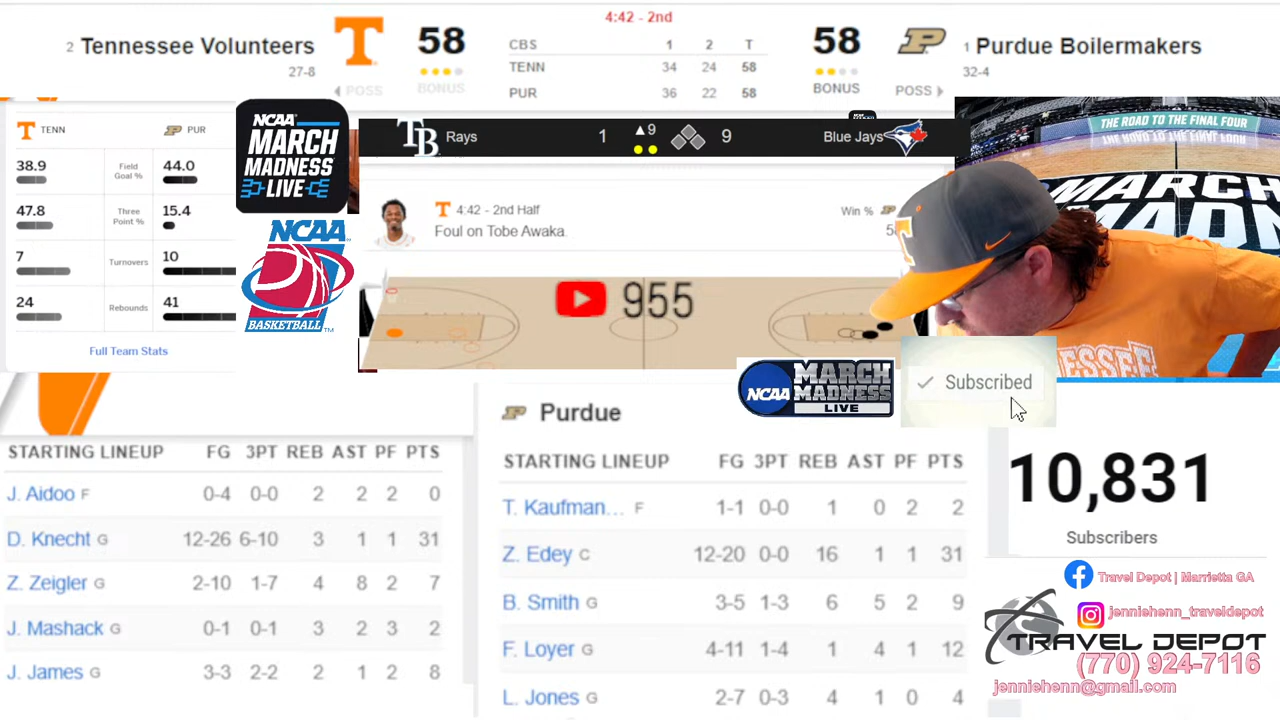 4:42 - 2nd
2 Tennessee Volunteers
27-8
T
58
BONUS
POSS
CBS 1 2 T
TENN 34 24 58
PUR 36 22 58
58
BONUS
P
POSS
1 Purdue Boilermakers
32-4
TENN PUR
38.9 Field Goal % 44.0
47.8 Three Point % 15.4
7 Turnovers 10
24 Rebounds 41
Full Team Stats
NCAA
MARCH
MADNESS
LIVE
NCAA
BASKETBALL
TM
TB Rays 1 ▲9 9 Blue Jays
4:42 - 2nd Half
Foul on Tobe Awaka.
Win %
955
THE ROAD TO THE FINAL FOUR
MARCH
NCAA
MARCH
MADNESS
LIVE
✓ Subscribed
10,831
Subscribers
STARTING LINEUP FG 3PT REB AST PF PTS
J. Aidoo F 0-4 0-0 2 2 2 0
D. Knecht G 12-26 6-10 3 1 1 31
Z. Zeigler G 2-10 1-7 4 8 2 7
J. Mashack G 0-1 0-1 3 2 3 2
J. James G 3-3 2-2 2 1 2 8
Purdue
STARTING LINEUP FG 3PT REB AST PF PTS
T. Kaufman... F 1-1 0-0 1 0 2 2
Z. Edey C 12-20 0-0 16 1 1 31
B. Smith G 3-5 1-3 6 5 2 9
F. Loyer G 4-11 1-4 1 4 1 12
L. Jones G 2-7 0-3 4 1 0 4
Travel Depot | Marrietta GA
jenniehenn_traveldepot
TRAVEL DEPOT
(770) 924-7116
jenniehenn@gmail.com